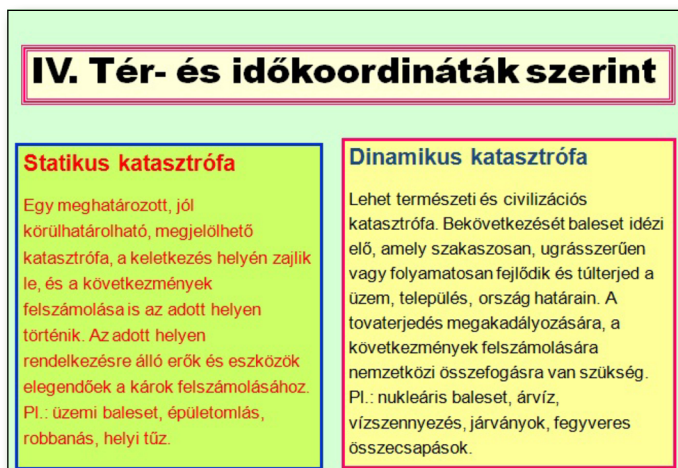 IV. Tér- és időkoordináták szerint
Statikus katasztrófa
Egy meghatározott, jól
körülhatárolható, megjelölhető
katasztrófa, a keletkezés helyén zajlik
le, és a következmények
felszámolása is az adott helyen
történik. Az adott helyen
rendelkezésre álló erők és eszközök
elegendőek a károk felszámolásához.
Pl.: üzemi baleset, épületomlás,
robbanás, helyi tűz.
Dinamikus katasztrófa
Lehet természeti és civilizációs
katasztrófa. Bekövetkezését baleset idézi
elő, amely szakaszosan, ugrásszerűen
vagy folyamatosan fejlődik és túlterjed a
üzem, település, ország határain. A
tovaterjedés megakadályozására, a
következmények felszámolására
nemzetközi összefogásra van szükség.
Pl.: nukleáris baleset, árvíz,
vízszennyezés, járványok, fegyveres
összecsapások.